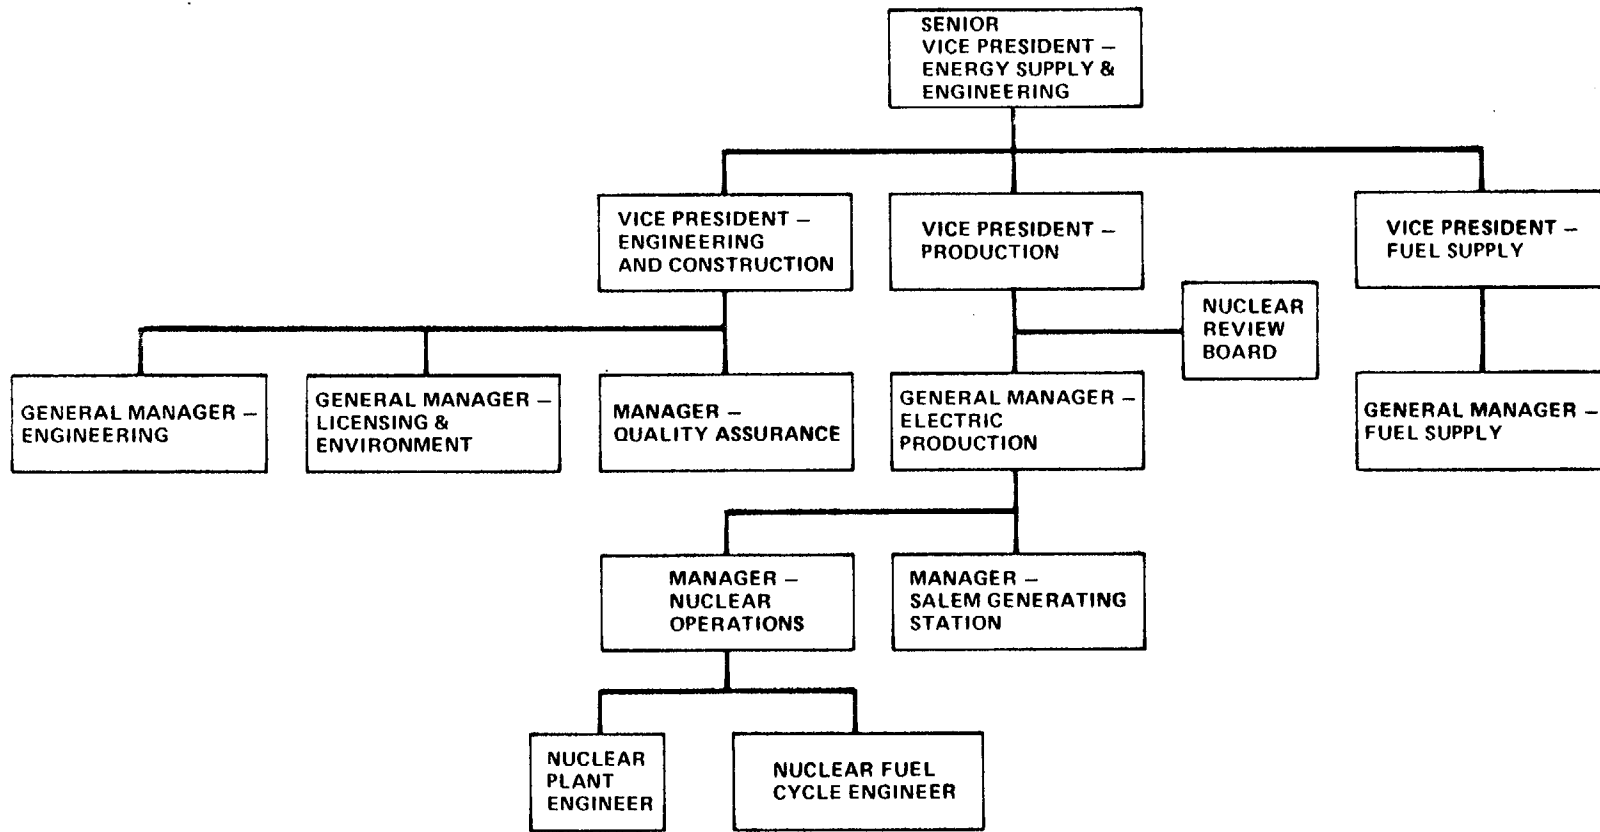 SENIOR
VICE PRESIDENT –
ENERGY SUPPLY &
ENGINEERING
VICE PRESIDENT –
ENGINEERING
AND CONSTRUCTION
VICE PRESIDENT –
PRODUCTION
VICE PRESIDENT –
FUEL SUPPLY
NUCLEAR
REVIEW
BOARD
GENERAL MANAGER –
ENGINEERING
GENERAL MANAGER –
LICENSING &
ENVIRONMENT
MANAGER –
QUALITY ASSURANCE
GENERAL MANAGER –
ELECTRIC
PRODUCTION
GENERAL MANAGER –
FUEL SUPPLY
MANAGER –
NUCLEAR
OPERATIONS
MANAGER –
SALEM GENERATING
STATION
NUCLEAR
PLANT
ENGINEER
NUCLEAR FUEL
CYCLE ENGINEER